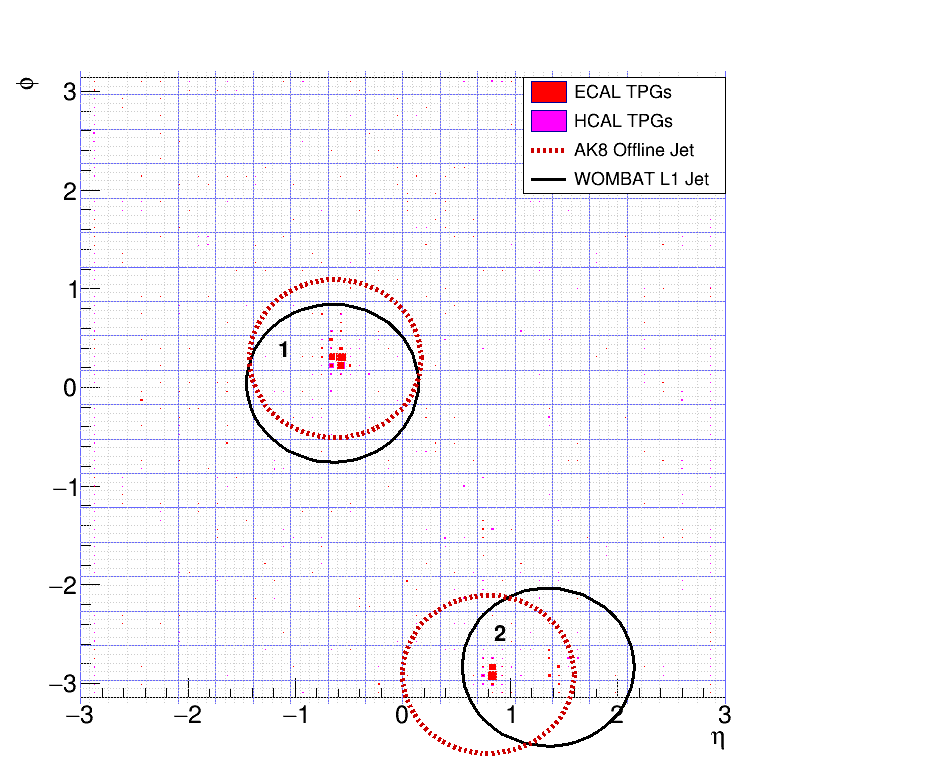 ϕ
3
2
1
0
−1
−2
−3
ECAL TPGs
HCAL TPGs
AK8 Offline Jet
WOMBAT L1 Jet
1
2
−3 −2 −1 0 1 2 3
η